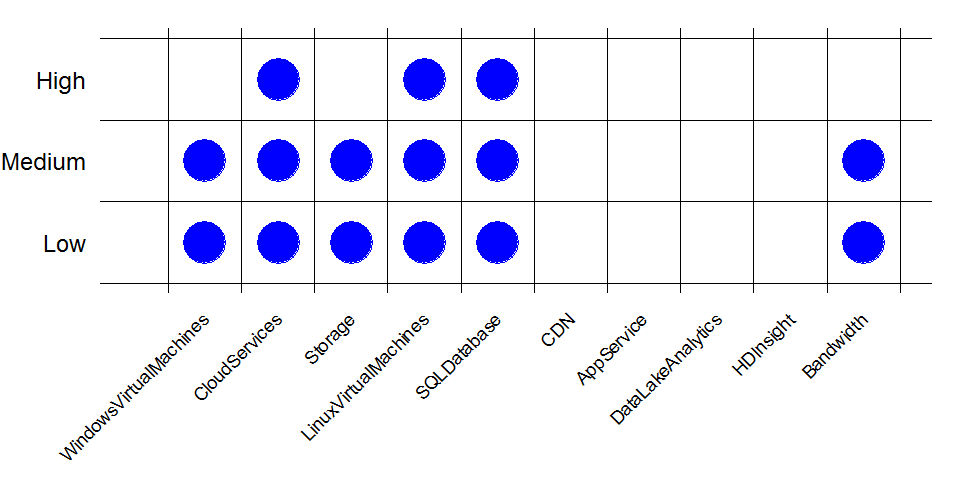 High
Medium
Low
WindowsVirtualMachines
CloudServices
Storage
LinuxVirtualMachines
SQLDatabase
CDN
AppService
DataLakeAnalytics
HDInsight
Bandwidth